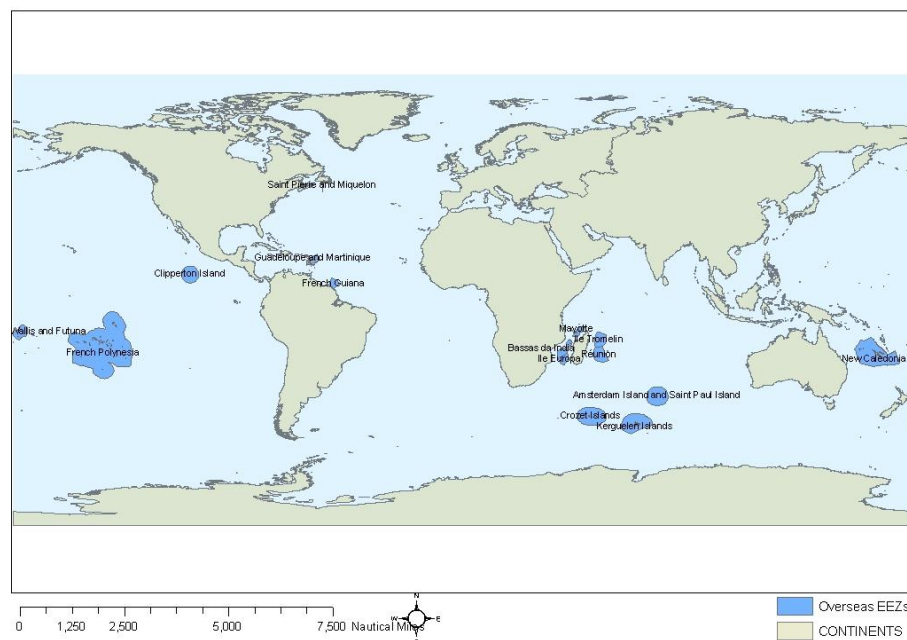 Saint Pierre and Miquelon
Guadeloupe and Martinique
Clipperton Island
French Guiana
Wallis and Futuna
French Polynesia
Mayotte
Ile Tromelin
Bassas da India
Ile Europa
Réunion
New Caledonia
Amsterdam Island and Saint Paul Island
Crozet Islands
Kerguelen Islands
N
W E
S
0 1,250 2,500 5,000 7,500 Nautical Miles
Overseas EEZs
CONTINENTS